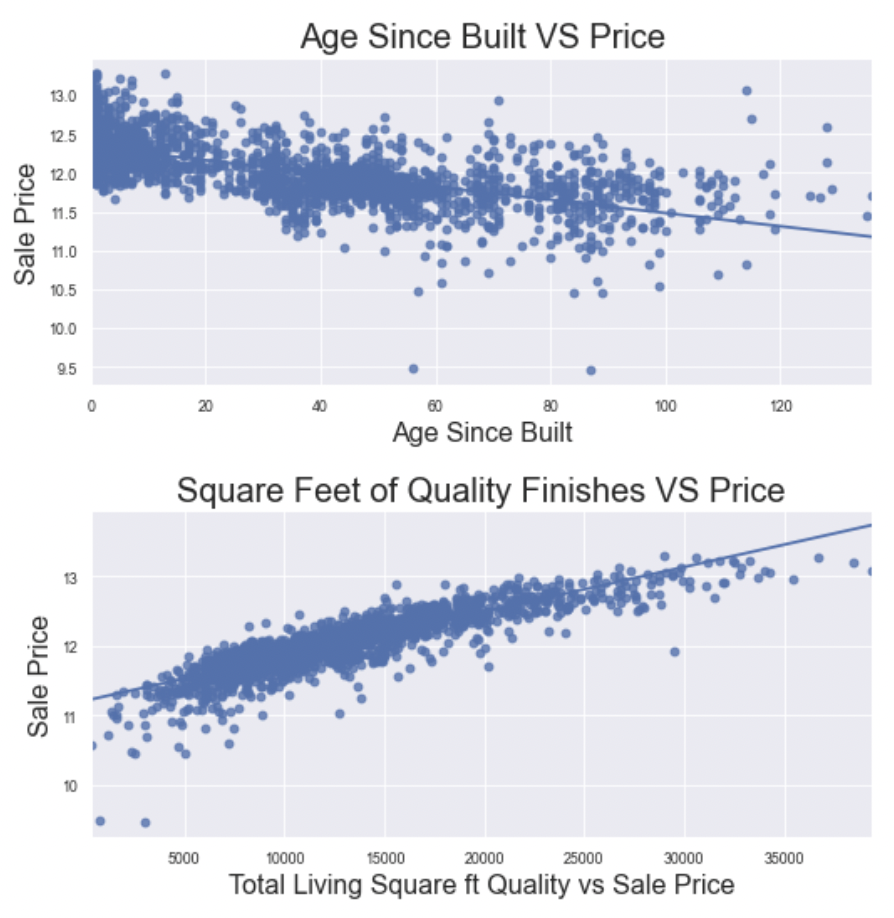 Age Since Built VS Price
Sale Price
13.0
12.5
12.0
11.5
11.0
10.5
10.0
9.5
0 20 40 60 80 100 120
Age Since Built
Square Feet of Quality Finishes VS Price
Sale Price
13
12
11
10
5000 10000 15000 20000 25000 30000 35000
Total Living Square ft Quality vs Sale Price